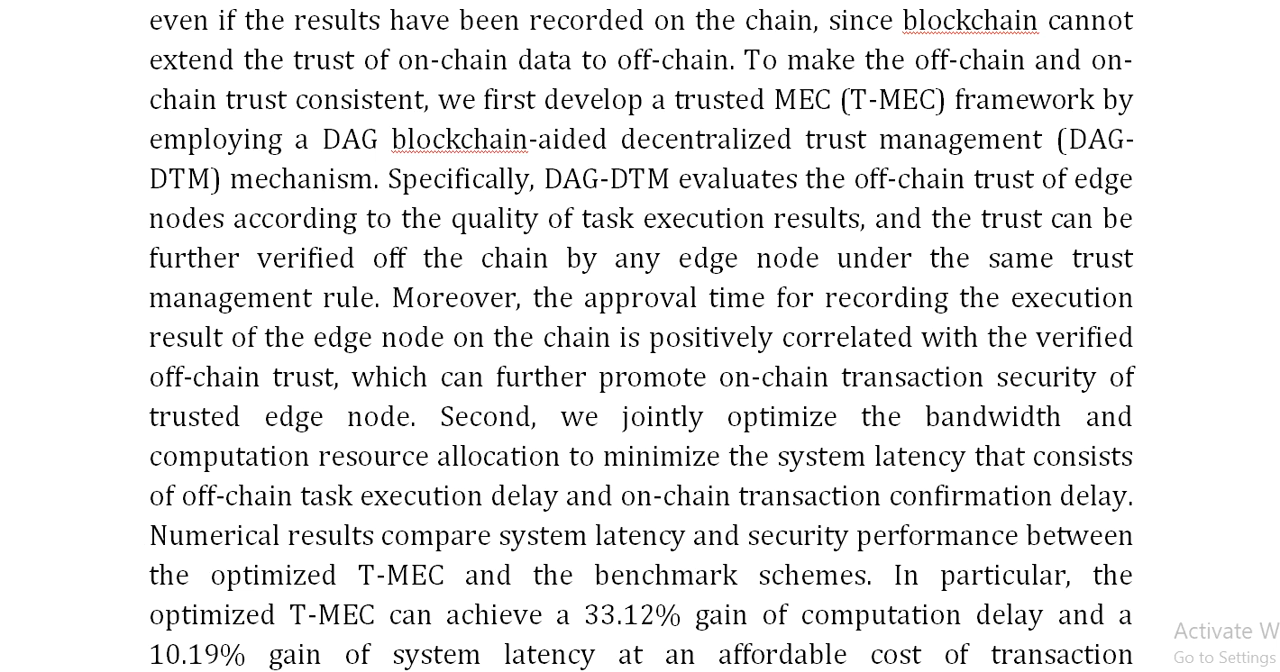 even if the results have been recorded on the chain, since blockchain cannot
extend the trust of on-chain data to off-chain. To make the off-chain and on-
chain trust consistent, we first develop a trusted MEC (T-MEC) framework by
employing a DAG blockchain-aided decentralized trust management (DAG-
DTM) mechanism. Specifically, DAG-DTM evaluates the off-chain trust of edge
nodes according to the quality of task execution results, and the trust can be
further verified off the chain by any edge node under the same trust
management rule. Moreover, the approval time for recording the execution
result of the edge node on the chain is positively correlated with the verified
off-chain trust, which can further promote on-chain transaction security of
trusted edge node. Second, we jointly optimize the bandwidth and
computation resource allocation to minimize the system latency that consists
of off-chain task execution delay and on-chain transaction confirmation delay.
Numerical results compare system latency and security performance between
the optimized T-MEC and the benchmark schemes. In particular, the
optimized T-MEC can achieve a 33.12% gain of computation delay and a
10.19% gain of system latency at an affordable cost of transaction
Activate W
Go to Settings